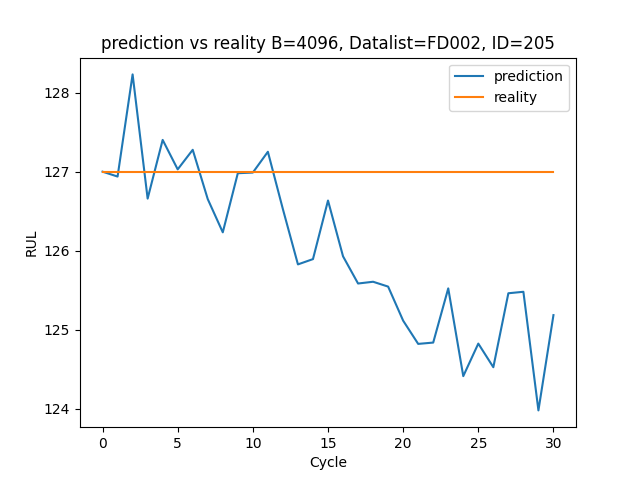 prediction vs reality B=4096, Datalist=FD002, ID=205
prediction
reality
128
127
126
125
124
RUL
0 5 10 15 20 25 30
Cycle